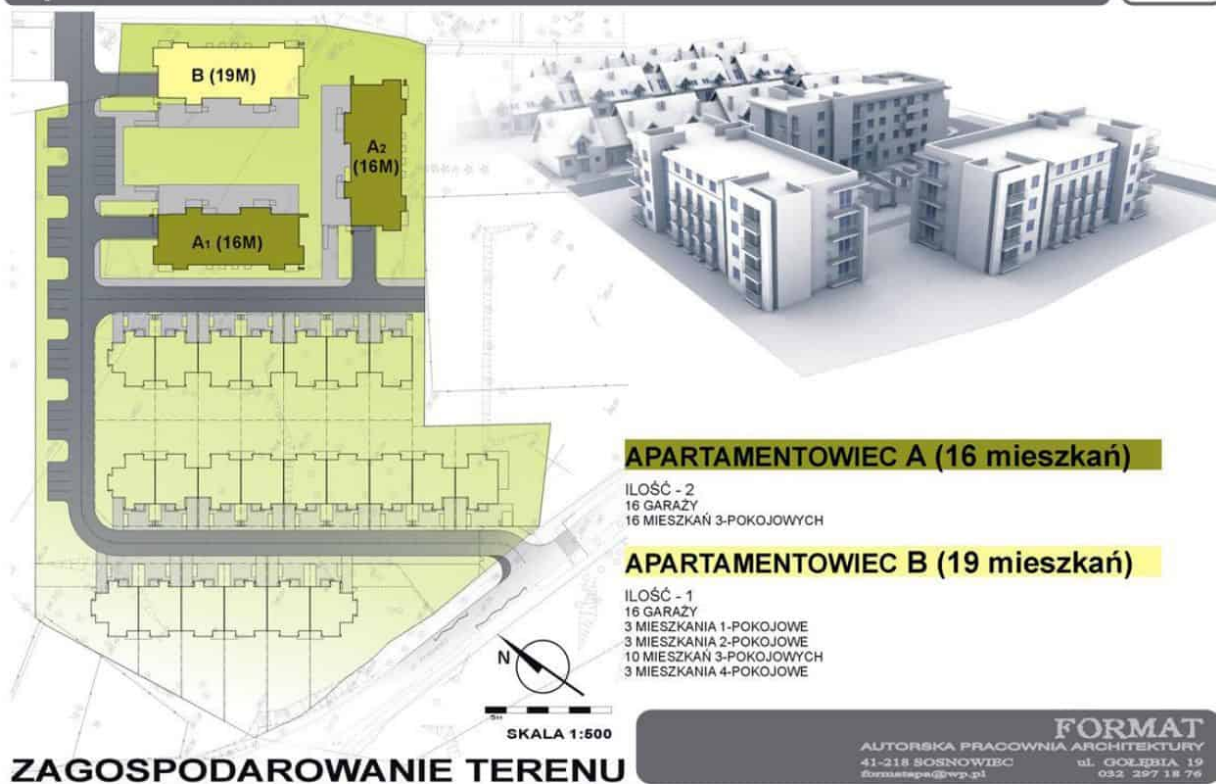 B (19M)
A2
(16M)
A1 (16M)
APARTAMENTOWIEC A (16 mieszkań)
ILOŚĆ - 2
16 GARAŻY
16 MIESZKAŃ 3-POKOJOWYCH
APARTAMENTOWIEC B (19 mieszkań)
ILOŚĆ - 1
16 GARAŻY
3 MIESZKANIA 1-POKOJOWE
3 MIESZKANIA 2-POKOJOWE
10 MIESZKAŃ 3-POKOJOWYCH
3 MIESZKANIA 4-POKOJOWE
N
5m
SKALA 1:500
ZAGOSPODAROWANIE TERENU
FORMAT
AUTORSKA PRACOWNIA ARCHITEKTURY
41-218 SOSNOWIEC ul. GOŁĘBIA 19
formatapa@wp.pl 032 297 18 76